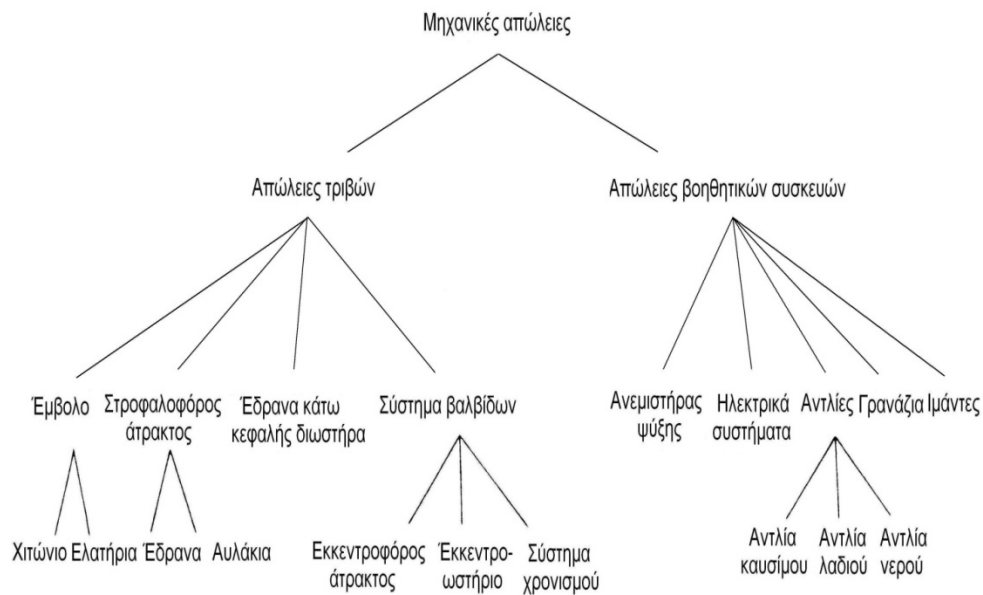 Μηχανικές απώλειες
Απώλειες τριβών
Απώλειες βοηθητικών συσκευών
Έμβολο
Στροφαλοφόρος
άτρακτος
Έδρανα κάτω
κεφαλής διωστήρα
Σύστημα βαλβίδων
Ανεμιστήρας
ψύξης
Ηλεκτρικά
συστήματα
Αντλίες
Γρανάζια
Ιμάντες
Χιτώνιο
Ελατήρια
Έδρανα
Αυλάκια
Εκκεντροφόρος
άτρακτος
Έκκεντρο-
ωστήριο
Σύστημα
χρονισμού
Αντλία
καυσίμου
Αντλία
λαδιού
Αντλία
νερού